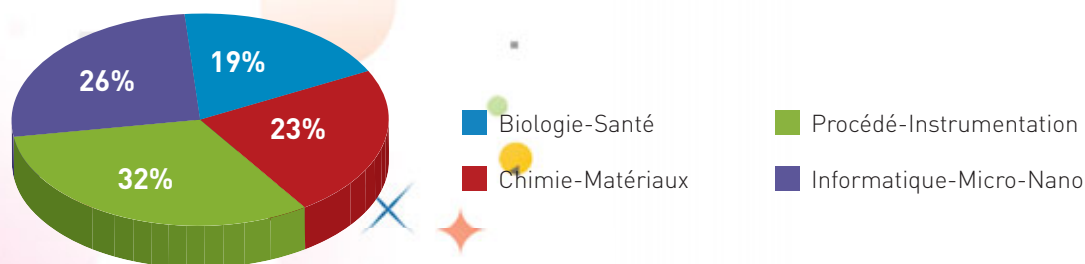 19%
26%
23%
32%
Biologie-Santé
Procédé-Instrumentation
Chimie-Matériaux
Informatique-Micro-Nano